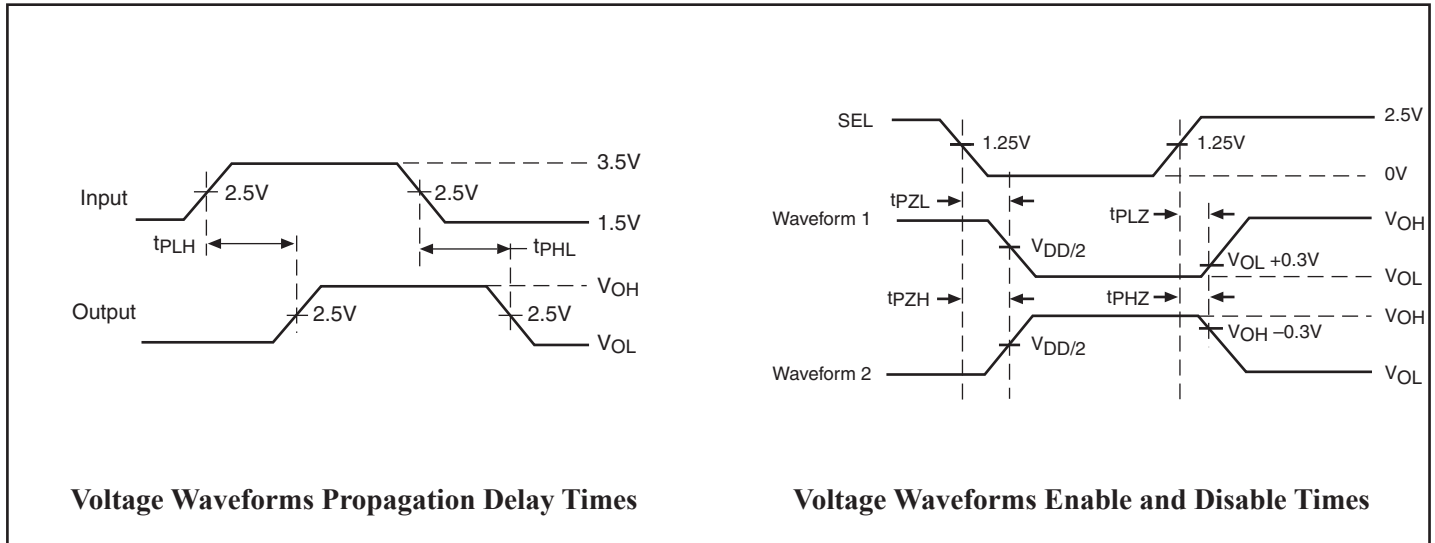 Input
2.5V
2.5V
3.5V
1.5V
tPLH
tPHL
Output
2.5V
2.5V
VOH
VOL
Voltage Waveforms Propagation Delay Times
SEL
1.25V
1.25V
2.5V
0V
tPZL
tPLZ
Waveform 1
VDD/2
VOL +0.3V
VOH
VOL
tPZH
tPHZ
Waveform 2
VDD/2
VOH –0.3V
VOH
VOL
Voltage Waveforms Enable and Disable Times